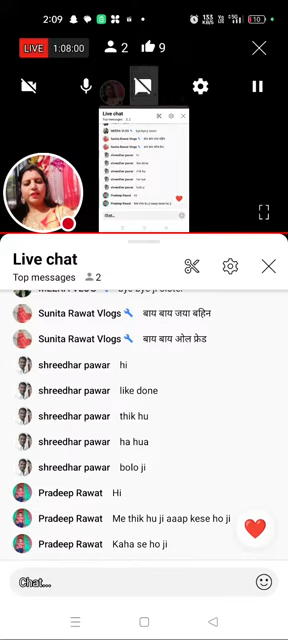 2:09
10
LIVE 1:08:00 2 9
Live chat
Top messages 2
Sunita Rawat Vlogs बाय बाय जया बहिन
Sunita Rawat Vlogs बाय बाय ओल फ्रेड
shreedhar pawar hi
shreedhar pawar like done
shreedhar pawar thik hu
shreedhar pawar ha hua
shreedhar pawar bolo ji
Pradeep Rawat Hi
Pradeep Rawat Me thik hu ji aaap kese ho ji
Pradeep Rawat Kaha se ho ji
Chat...